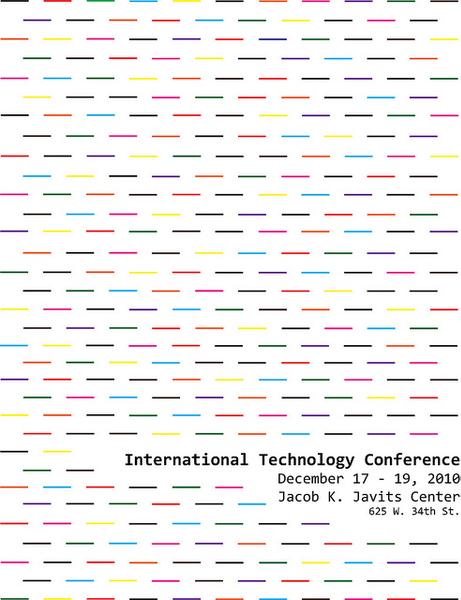 International Technology Conference
December 17 - 19, 2010
Jacob K. Javits Center
625 W. 34th St.